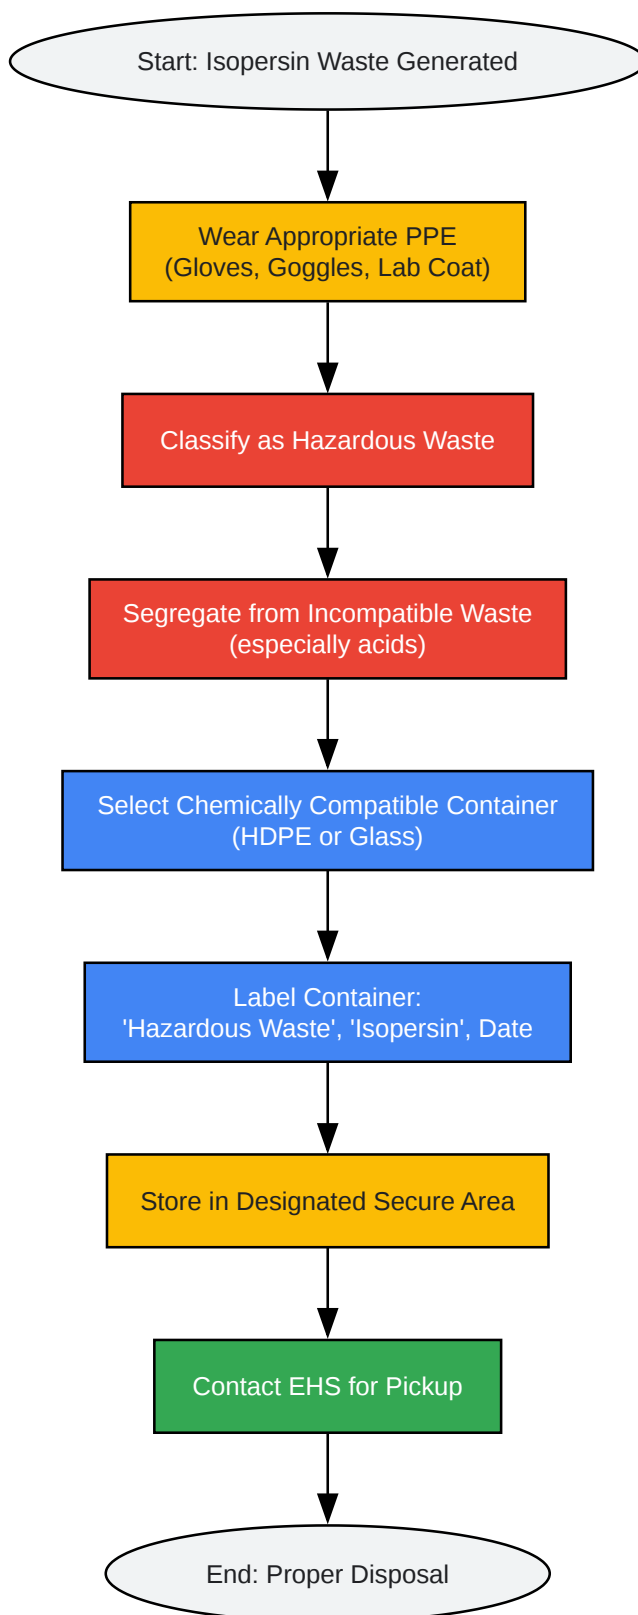 Start: Isopersin Waste Generated
Wear Appropriate PPE
(Gloves, Goggles, Lab Coat)
Classify as Hazardous Waste
Segregate from Incompatible Waste
(especially acids)
Select Chemically Compatible Container
(HDPE or Glass)
Label Container:
'Hazardous Waste', 'Isopersin', Date
Store in Designated Secure Area
Contact EHS for Pickup
End: Proper Disposal